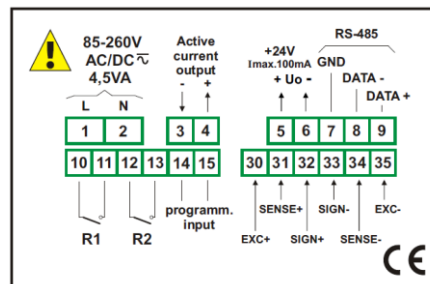 85-260V
AC/DC
4,5VA
L N
Active
current
output
- +
+24V
Imax.100mA
+ Uo -
RS-485
GND
DATA -
DATA +
1 2 3 4 5 6 7 8 9
10 11 12 13 14 15 30 31 32 33 34 35
R1 R2
programm.
input
SENSE+ SIGN- EXC-
EXC+ SIGN+ SENSE-
CE